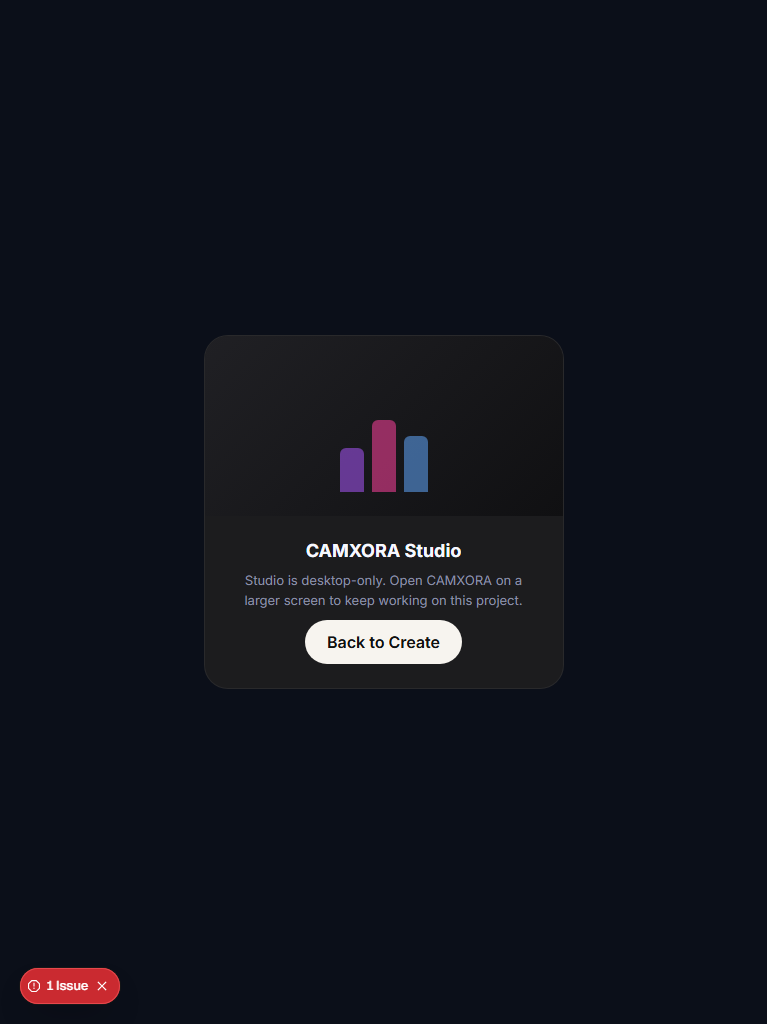 CAMXORA Studio
Studio is desktop-only. Open CAMXORA on a
larger screen to keep working on this project.
Back to Create
1 Issue